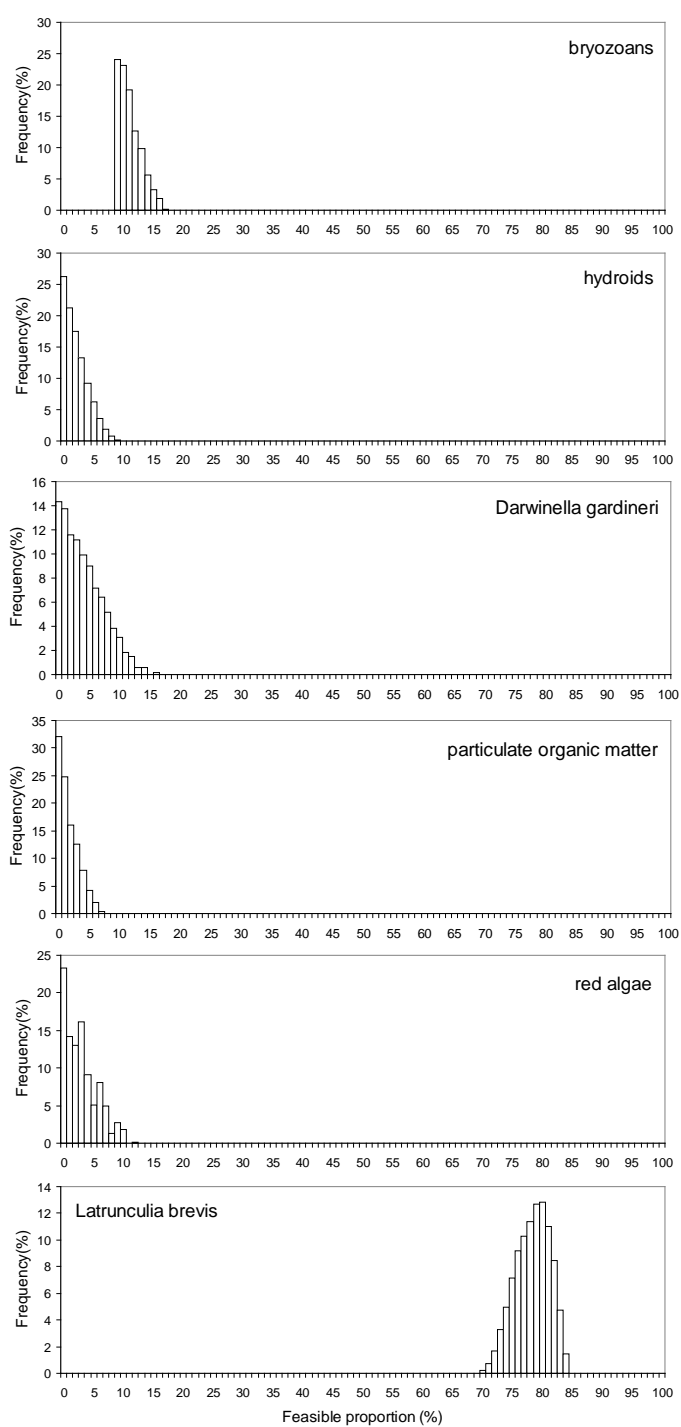 30
25
20
15
10
5
0
Frequency(%)
bryozoans
0 5 10 15 20 25 30 35 40 45 50 55 60 65 70 75 80 85 90 95 100
30
25
20
15
10
5
0
Frequency(%)
hydroids
0 5 10 15 20 25 30 35 40 45 50 55 60 65 70 75 80 85 90 95 100
16
14
12
10
8
6
4
2
0
Frequency(%)
Darwinella gardineri
0 5 10 15 20 25 30 35 40 45 50 55 60 65 70 75 80 85 90 95 100
35
30
25
20
15
10
5
0
Frequency(%)
particulate organic matter
0 5 10 15 20 25 30 35 40 45 50 55 60 65 70 75 80 85 90 95 100
25
20
15
10
5
0
Frequency(%)
red algae
0 5 10 15 20 25 30 35 40 45 50 55 60 65 70 75 80 85 90 95 100
14
12
10
8
6
4
2
0
Frequency(%)
Latrunculia brevis
0 5 10 15 20 25 30 35 40 45 50 55 60 65 70 75 80 85 90 95 100
Feasible proportion (%)